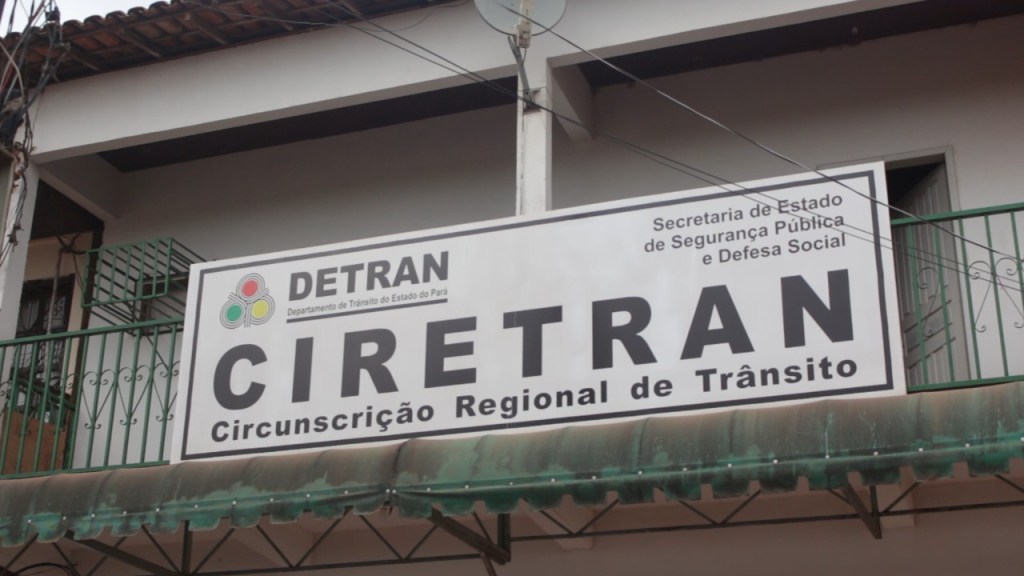 DETRAN
Departamento de Trânsito do Estado do Pará
Secretaria de Estado
de Segurança Pública
e Defesa Social
CIRETRAN
Circunscrição Regional de Trânsito